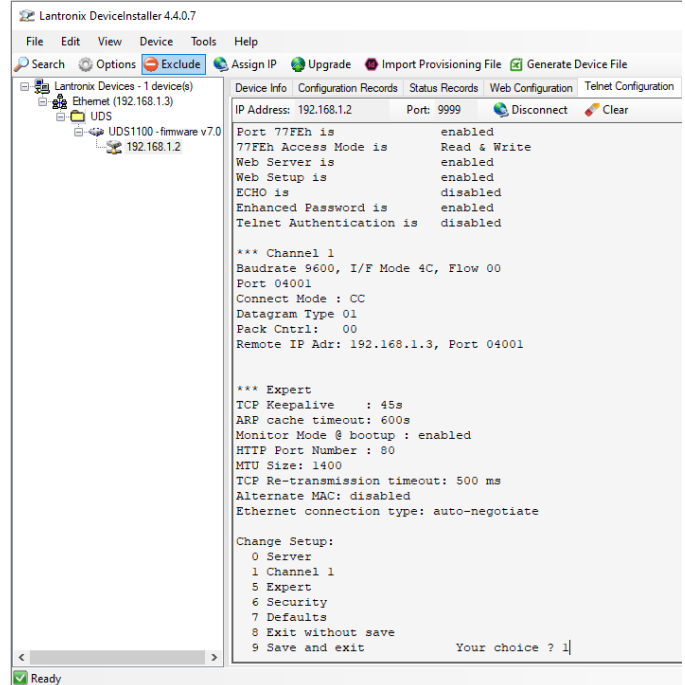 Lantronix DeviceInstaller 4.4.0.7
File Edit View Device Tools Help
Search Options Exclude Assign IP Upgrade Import Provisioning File Generate Device File
Lantronix Devices - 1 device(s)
Ethernet (192.168.1.3)
UDS
UDS1100 - firmware v7.0
192.168.1.2
Device Info Configuration Records Status Records Web Configuration Telnet Configuration
IP Address: 192.168.1.2 Port: 9999 Disconnect Clear
Port 77FEh is enabled
77FEh Access Mode is Read & Write
Web Server is enabled
Web Setup is enabled
ECHO is disabled
Enhanced Password is enabled
Telnet Authentication is disabled
*** Channel 1
Baudrate 9600, I/F Mode 4C, Flow 00
Port 04001
Connect Mode : CC
Datagram Type 01
Pack Cntrl: 00
Remote IP Adr: 192.168.1.3, Port 04001
*** Expert
TCP Keepalive : 45s
ARP cache timeout: 600s
Monitor Mode @ bootup : enabled
HTTP Port Number : 80
MTU Size: 1400
TCP Re-transmission timeout: 500 ms
Alternate MAC: disabled
Ethernet connection type: auto-negotiate
Change Setup:
0 Server
1 Channel 1
5 Expert
6 Security
7 Defaults
8 Exit without save
9 Save and exit Your choice ? 1
Ready